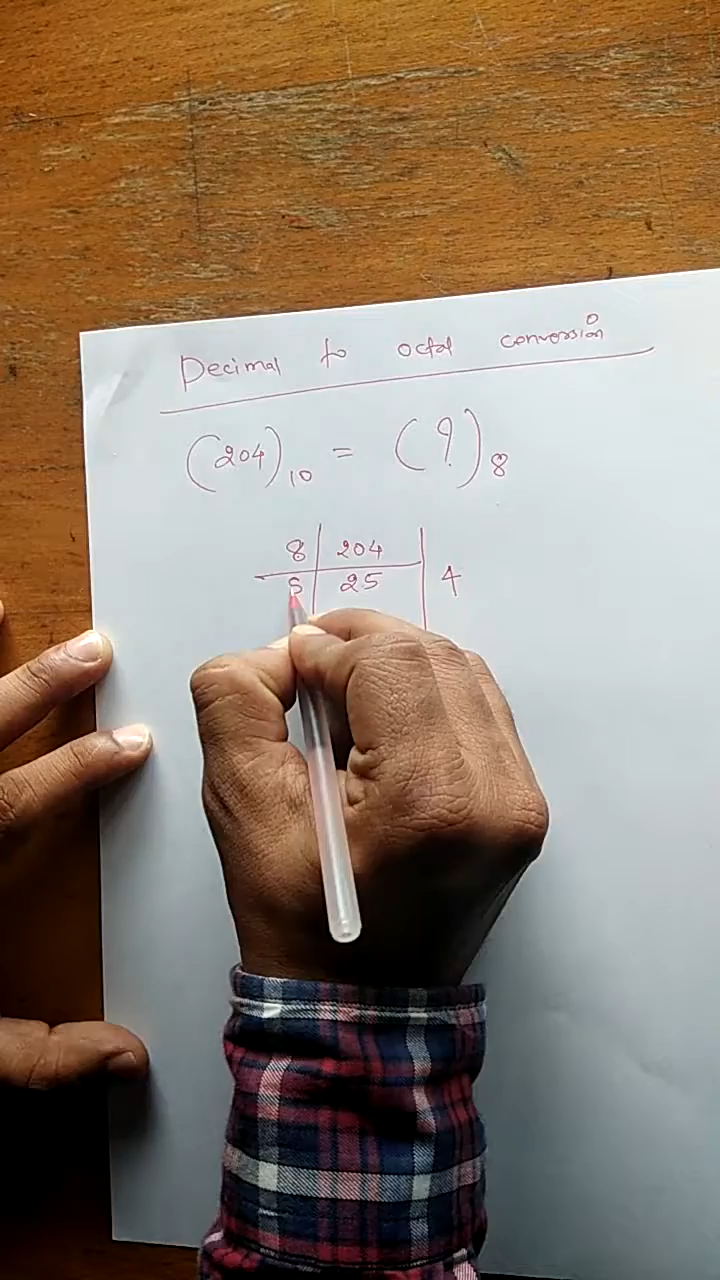 Decimal to octal conversion
(204)10 = (?)8
8 204
8 25 4